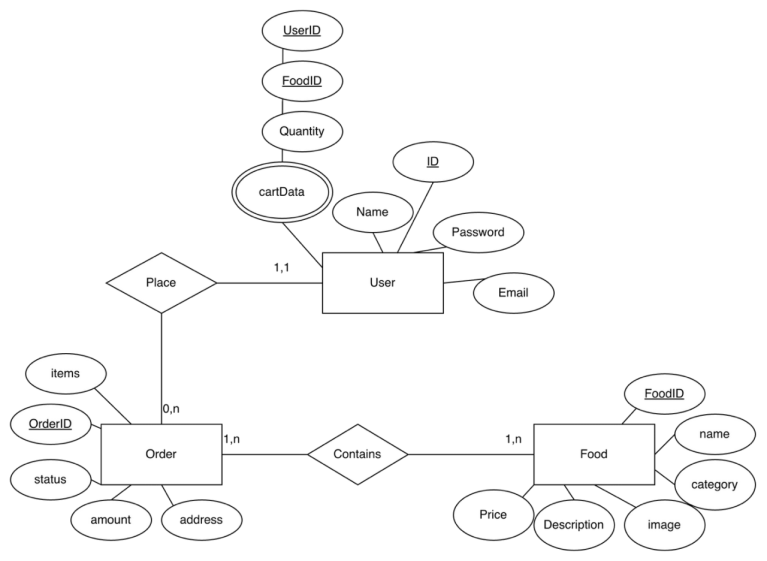 UserID
FoodID
Quantity
cartData
ID
Name
Password
Email
User
1,1
Place
0,n
items
OrderID
status
amount
address
Order
1,n
Contains
1,n
Food
FoodID
name
category
image
Description
Price